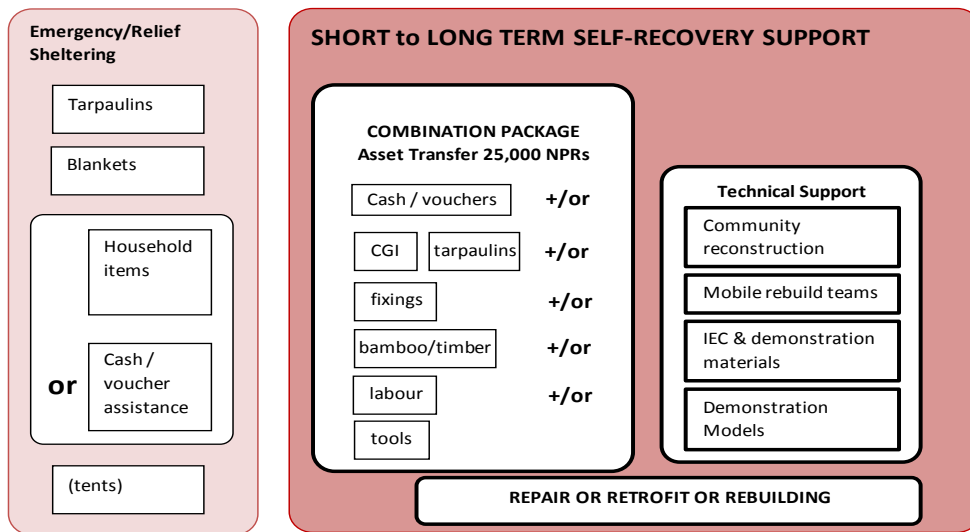 Emergency/Relief
Sheltering
Tarpaulins
Blankets
Household
items
or
Cash /
voucher
assistance
(tents)
SHORT to LONG TERM SELF-RECOVERY SUPPORT
COMBINATION PACKAGE
Asset Transfer 25,000 NPRs
Cash / vouchers +/or
CGI tarpaulins +/or
fixings +/or
bamboo/timber +/or
labour +/or
tools
Technical Support
Community
reconstruction
Mobile rebuild teams
IEC & demonstration
materials
Demonstration
Models
REPAIR OR RETROFIT OR REBUILDING